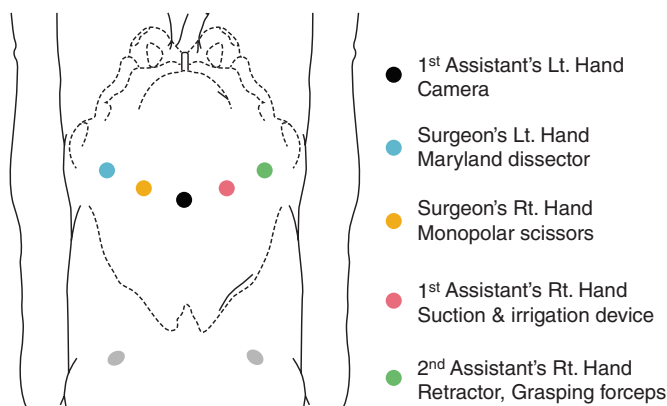 1st Assistant's Lt. Hand
Camera
Surgeon's Lt. Hand
Maryland dissector
Surgeon's Rt. Hand
Monopolar scissors
1st Assistant's Rt. Hand
Suction & irrigation device
2nd Assistant's Rt. Hand
Retractor, Grasping forceps